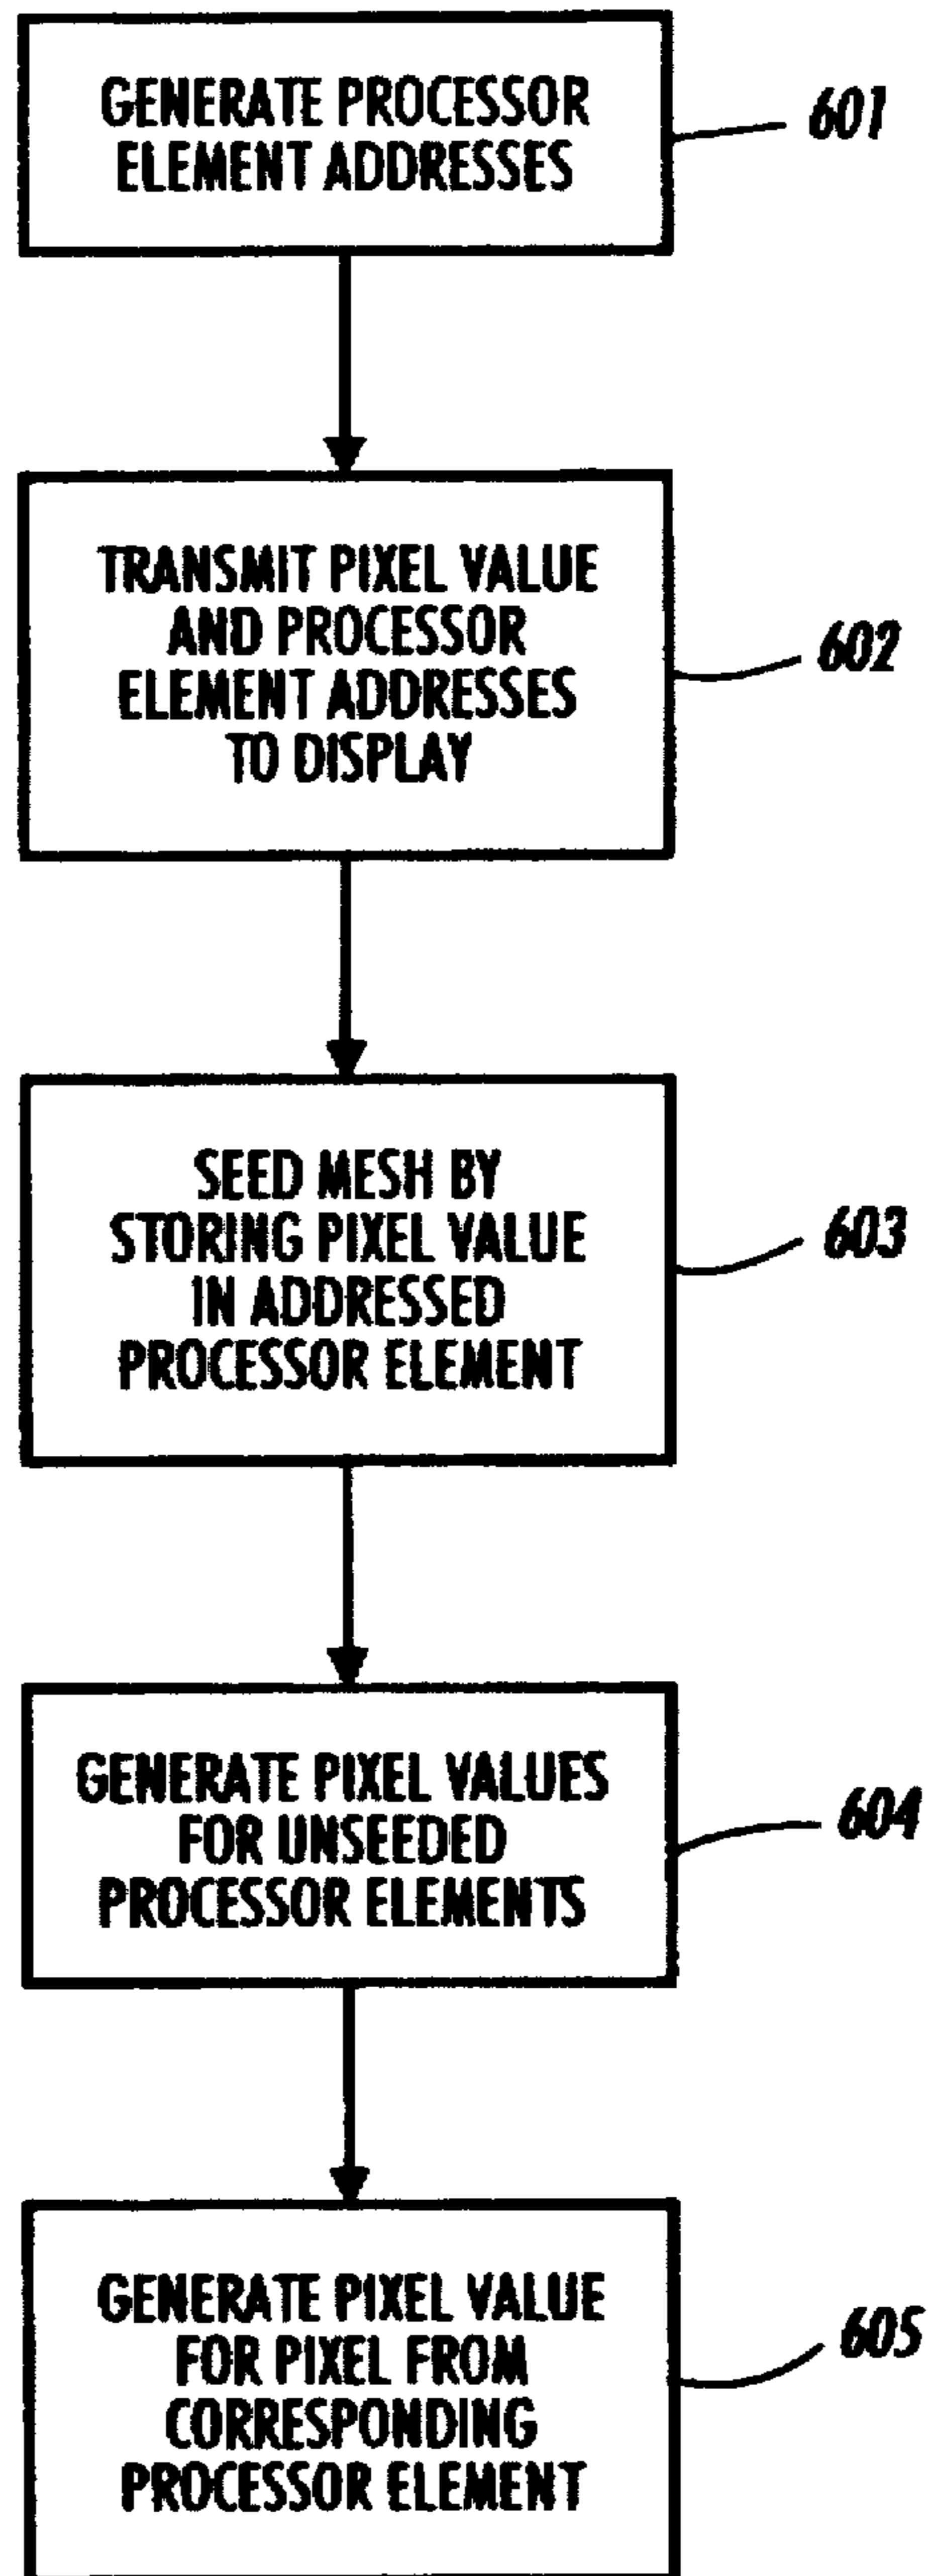 GENERATE PROCESSOR
ELEMENT ADDRESSES
601
TRANSMIT PIXEL VALUE
AND PROCESSOR
ELEMENT ADDRESSES
TO DISPLAY
602
SEED MESH BY
STORING PIXEL VALUE
IN ADDRESSED
PROCESSOR ELEMENT
603
GENERATE PIXEL VALUES
FOR UNSEEDED
PROCESSOR ELEMENTS
604
GENERATE PIXEL VALUE
FOR PIXEL FROM
CORRESPONDING
PROCESSOR ELEMENT
605